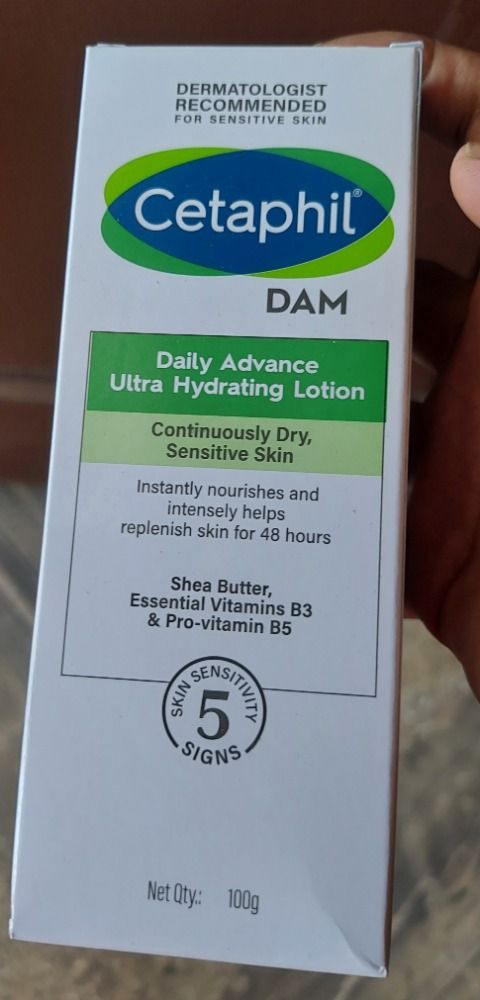 DERMATOLOGIST
RECOMMENDED
FOR SENSITIVE SKIN
Cetaphil®
DAM
Daily Advance
Ultra Hydrating Lotion
Continuously Dry,
Sensitive Skin
Instantly nourishes and
intensely helps
replenish skin for 48 hours
Shea Butter,
Essential Vitamins B3
& Pro-vitamin B5
SKIN SENSITIVITY
5
SIGNS
Net Qty.: 100g